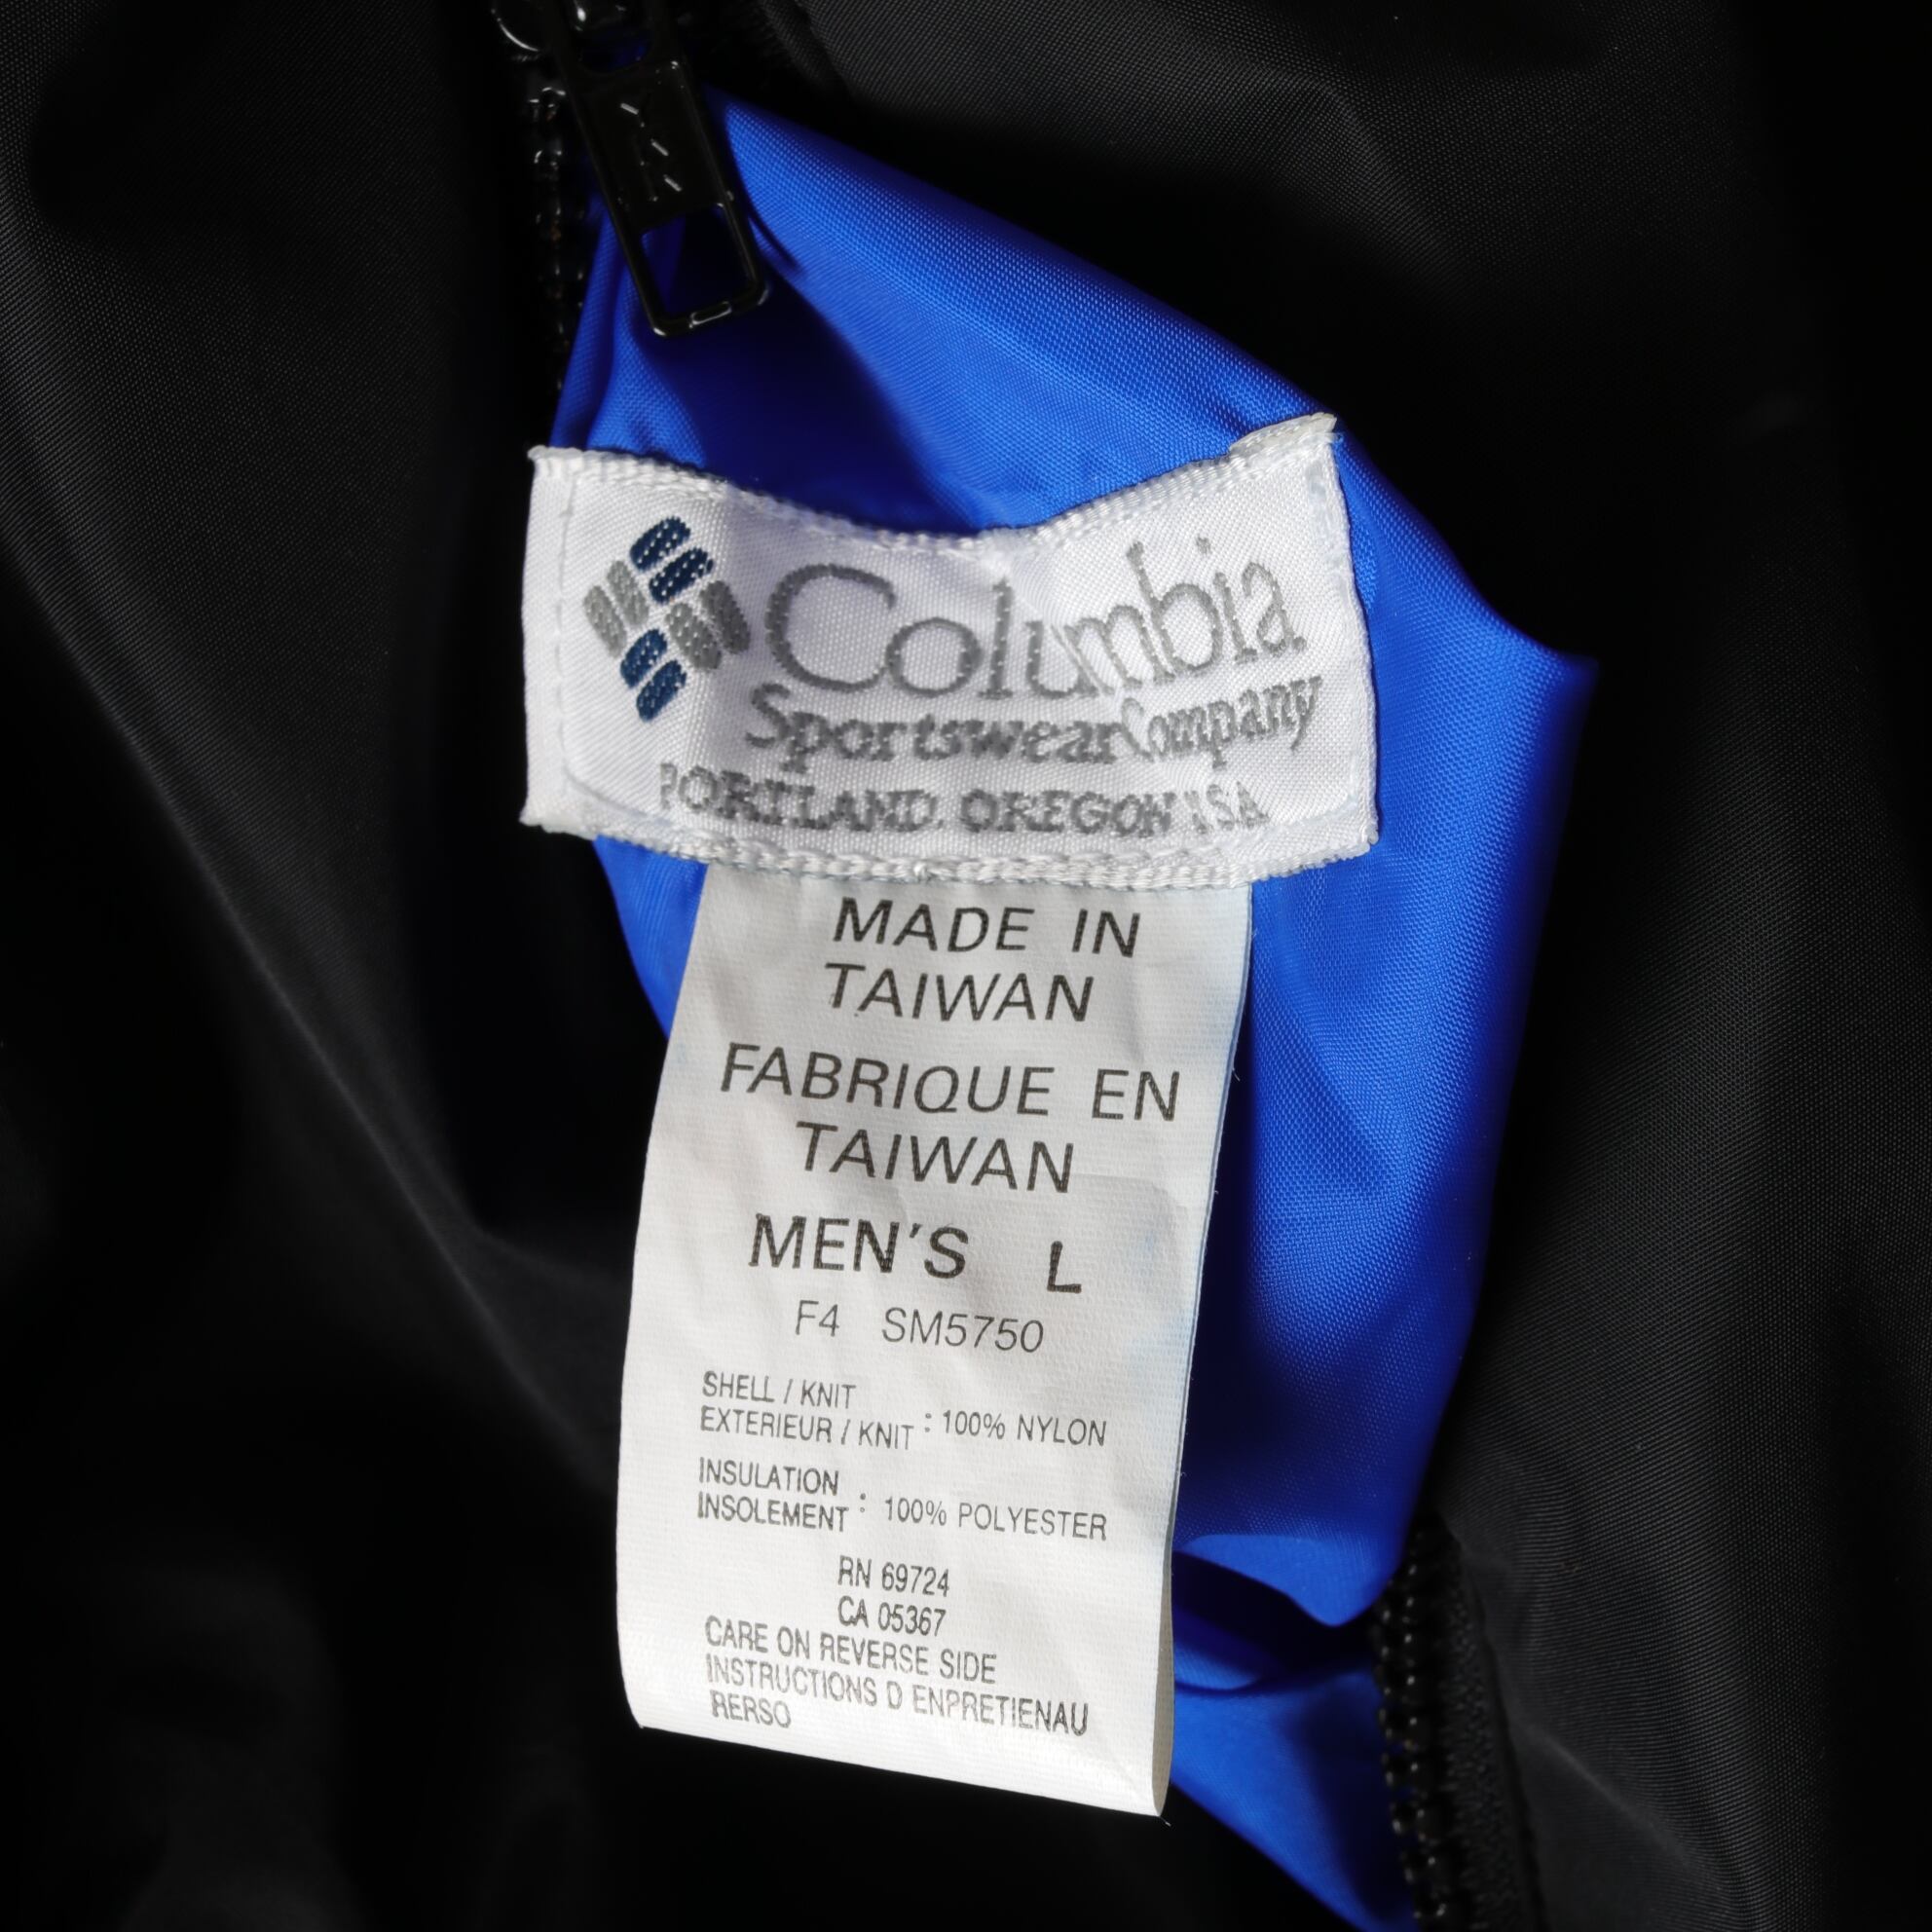 YKK
Columbia
Sportswear Company
PORTLAND. OREGON USA
MADE IN
TAIWAN
FABRIQUE EN
TAIWAN
MEN'S L
F4 SM5750
SHELL / KNIT
EXTERIEUR / KNIT : 100% NYLON
INSULATION
INSOLEMENT : 100% POLYESTER
RN 69724
CA 05367
CARE ON REVERSE SIDE
INSTRUCTIONS D ENPRETIENAU
RERSO